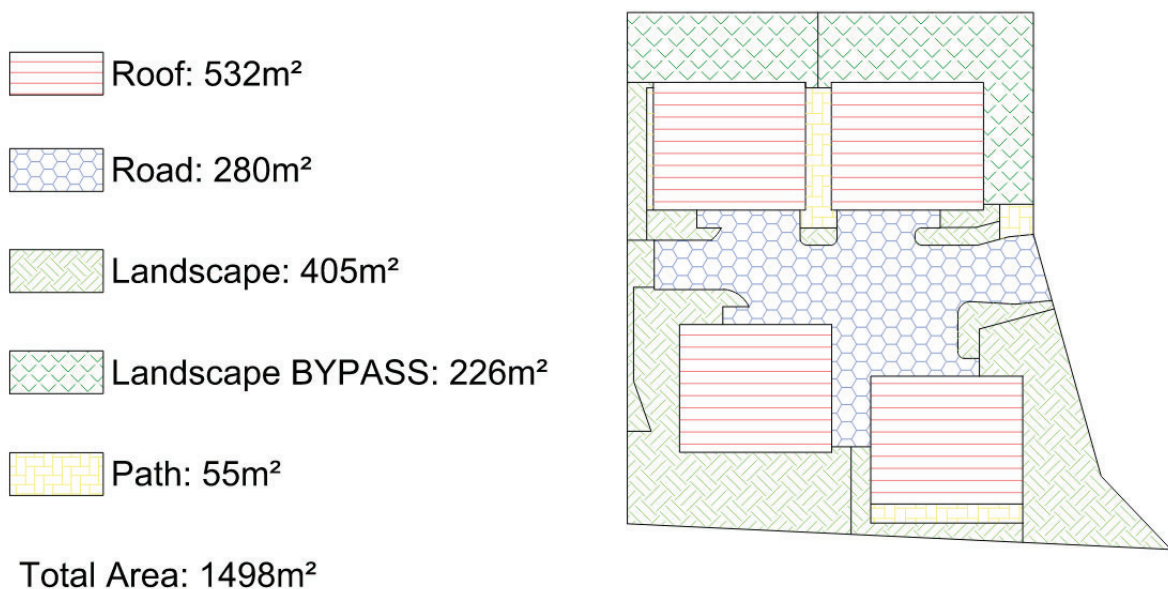 Roof: 532m²
Road: 280m²
Landscape: 405m²
Landscape BYPASS: 226m²
Path: 55m²
Total Area: 1498m²